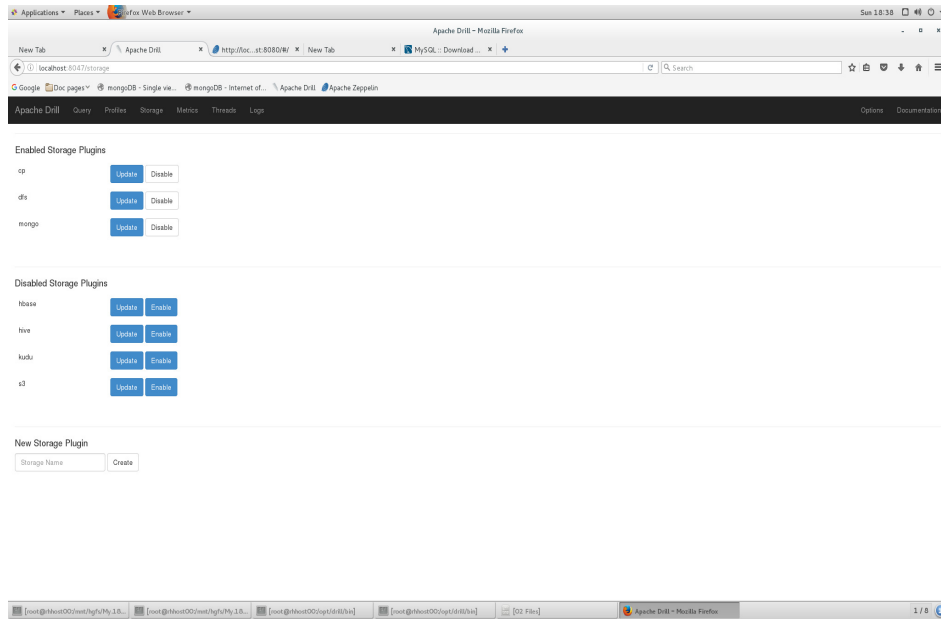 Applications Places Firefox Web Browser Sun 18:38
Apache Drill - Mozilla Firefox
New Tab Apache Drill http://loc...st:8080/#/ New Tab MySQL :: Download ...
localhost:8047/storage Search
Google Doc pages mongoDB - Single vie... mongoDB - Internet of... Apache Drill Apache Zeppelin
Apache Drill Query Profiles Storage Metrics Threads Logs Options Documentation
Enabled Storage Plugins
cp Update Disable
dfs Update Disable
mongo Update Disable
Disabled Storage Plugins
hbase Update Enable
hive Update Enable
kudu Update Enable
s3 Update Enable
New Storage Plugin
Storage Name Create
[root@rhhost00:/mnt/hgfs/My.18... [root@rhhost00:/mnt/hgfs/My.18... [root@rhhost00:/opt/drill/bin] [root@rhhost00:/opt/drill/bin] [02 Files] Apache Drill - Mozilla Firefox 1 / 8